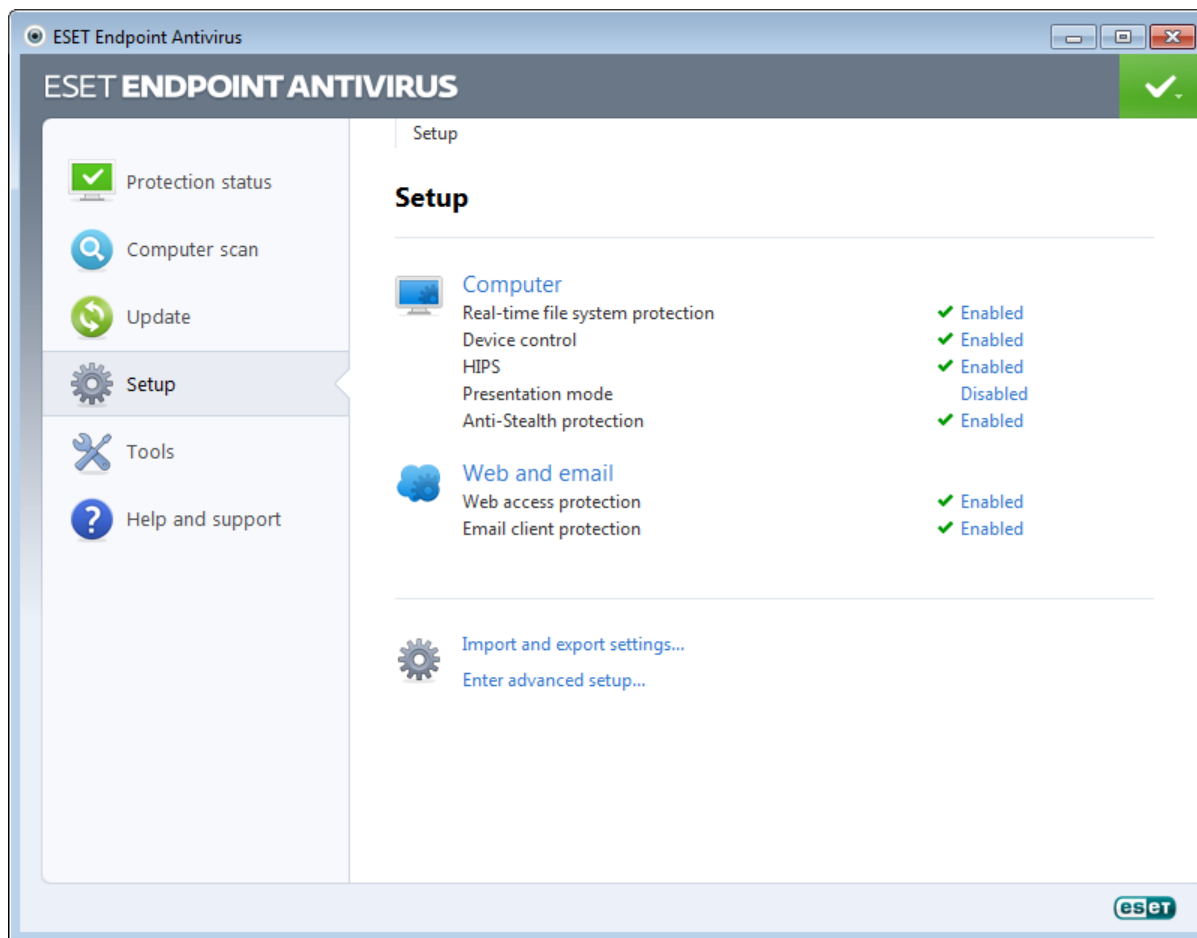 ESET Endpoint Antivirus
ESET ENDPOINT ANTIVIRUS
Protection status
Computer scan
Update
Setup
Tools
Help and support
Setup
Setup
Computer
Real-time file system protection Enabled
Device control Enabled
HIPS Enabled
Presentation mode Disabled
Anti-Stealth protection Enabled
Web and email
Web access protection Enabled
Email client protection Enabled
Import and export settings...
Enter advanced setup...
eset